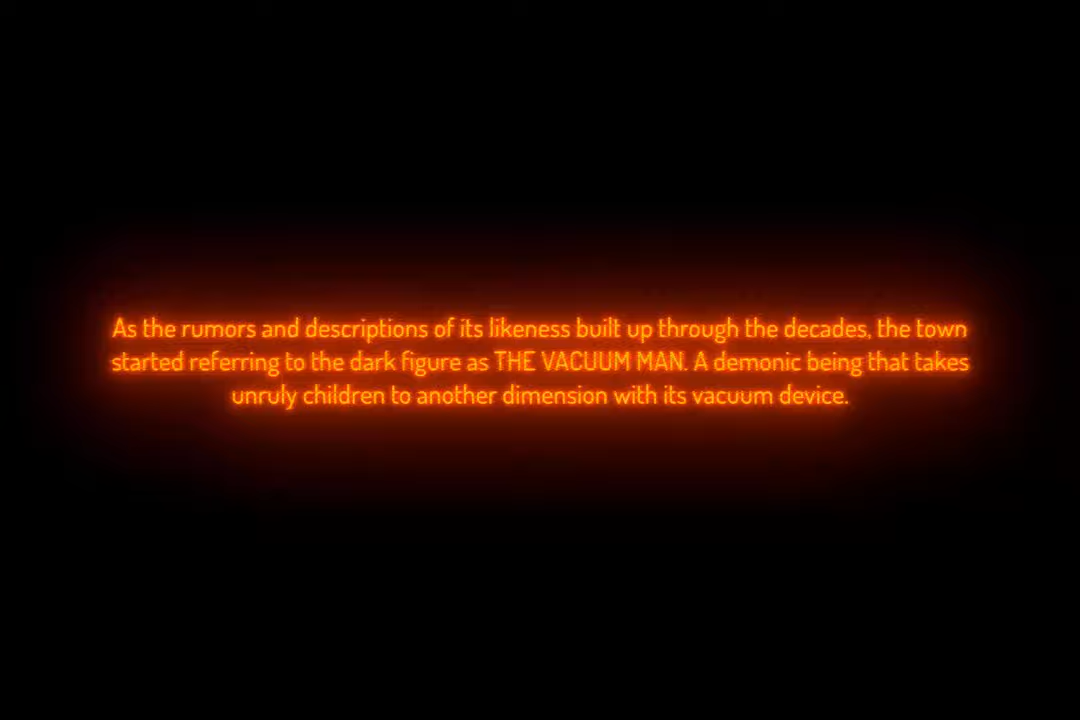 As the rumors and descriptions of its likeness built up through the decades, the town
started referring to the dark figure as THE VACUUM MAN. A demonic being that takes
unruly children to another dimension with its vacuum device.